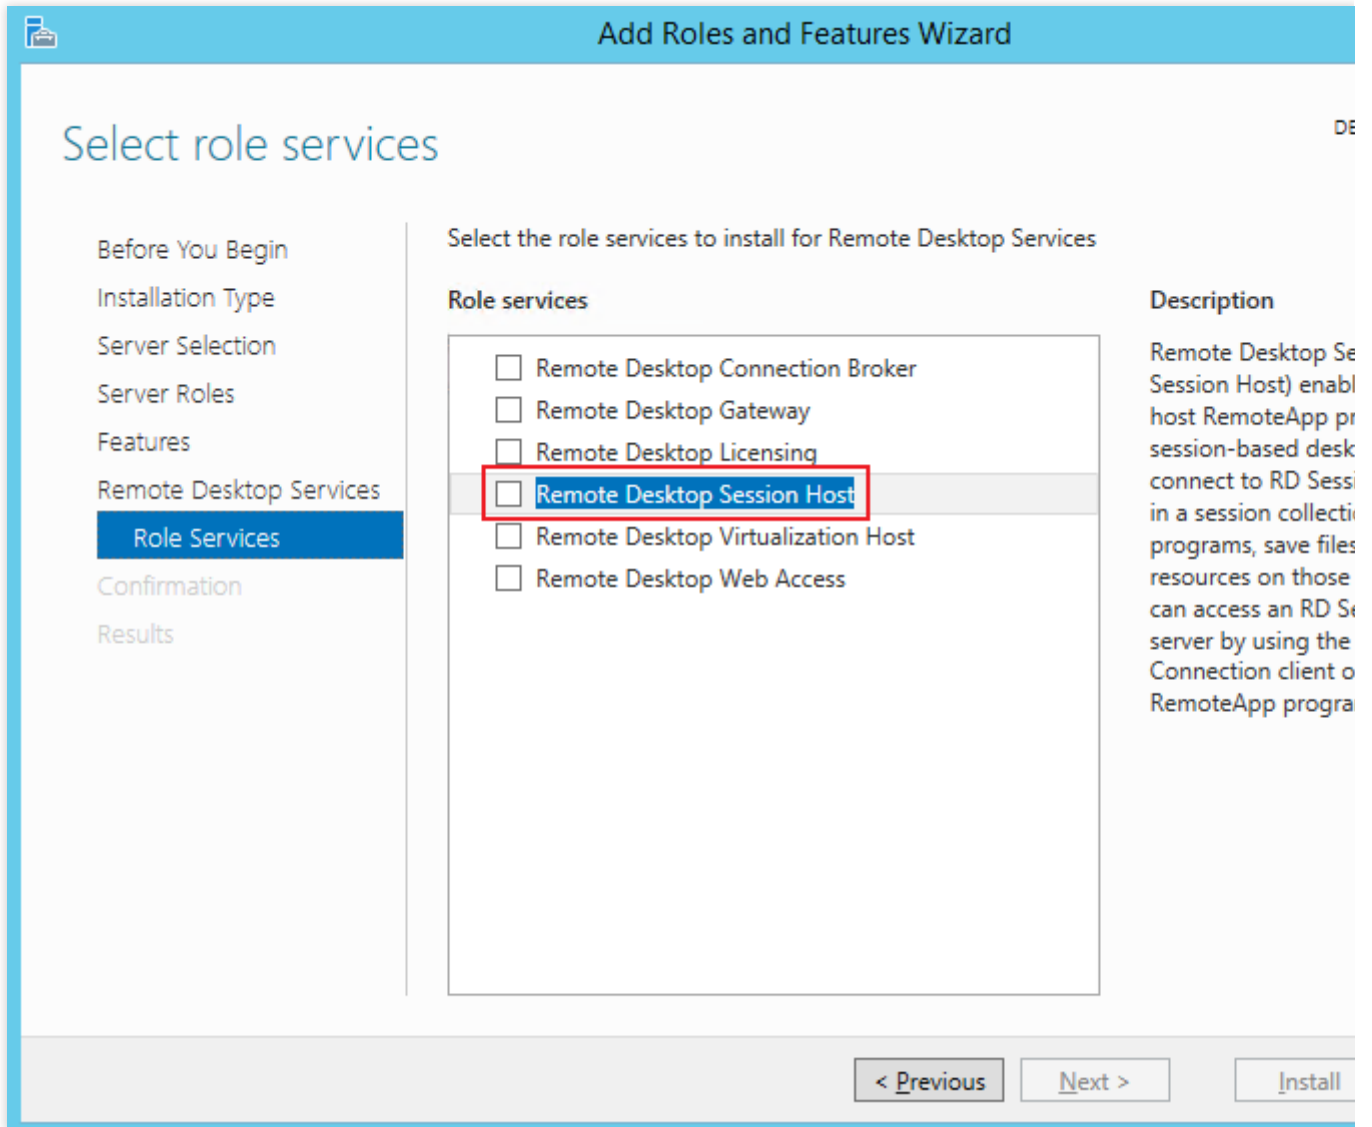 Add Roles and Features Wizard
Select role services
Before You Begin
Installation Type
Server Selection
Server Roles
Features
Remote Desktop Services
Role Services
Confirmation
Results
Select the role services to install for Remote Desktop Services
Role services
Remote Desktop Connection Broker
Remote Desktop Gateway
Remote Desktop Licensing
Remote Desktop Session Host
Remote Desktop Virtualization Host
Remote Desktop Web Access
Description
Remote Desktop
Session Host)
host RemoteApp
session-based
connect to RD
in a session
programs, save files
resources on those
can access an RD
server by using the
Connection client
RemoteApp
< Previous
Next >
Install